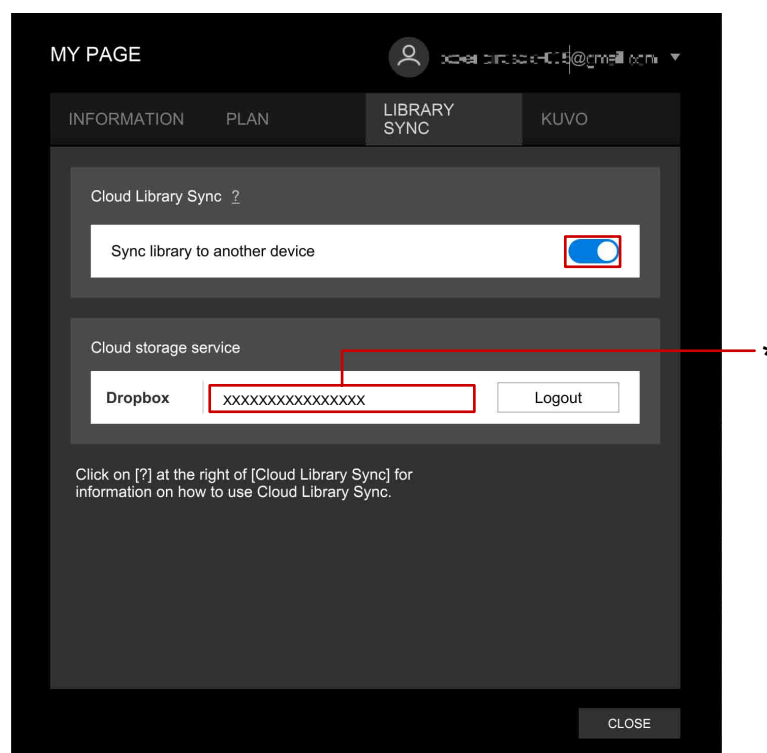 MY PAGE
INFORMATION PLAN LIBRARY SYNC KUVO
Cloud Library Sync ?
Sync library to another device
Cloud storage service
*
Dropbox xxxxxxxxxxxxxxxx Logout
Click on [?] at the right of [Cloud Library Sync] for
information on how to use Cloud Library Sync.
CLOSE